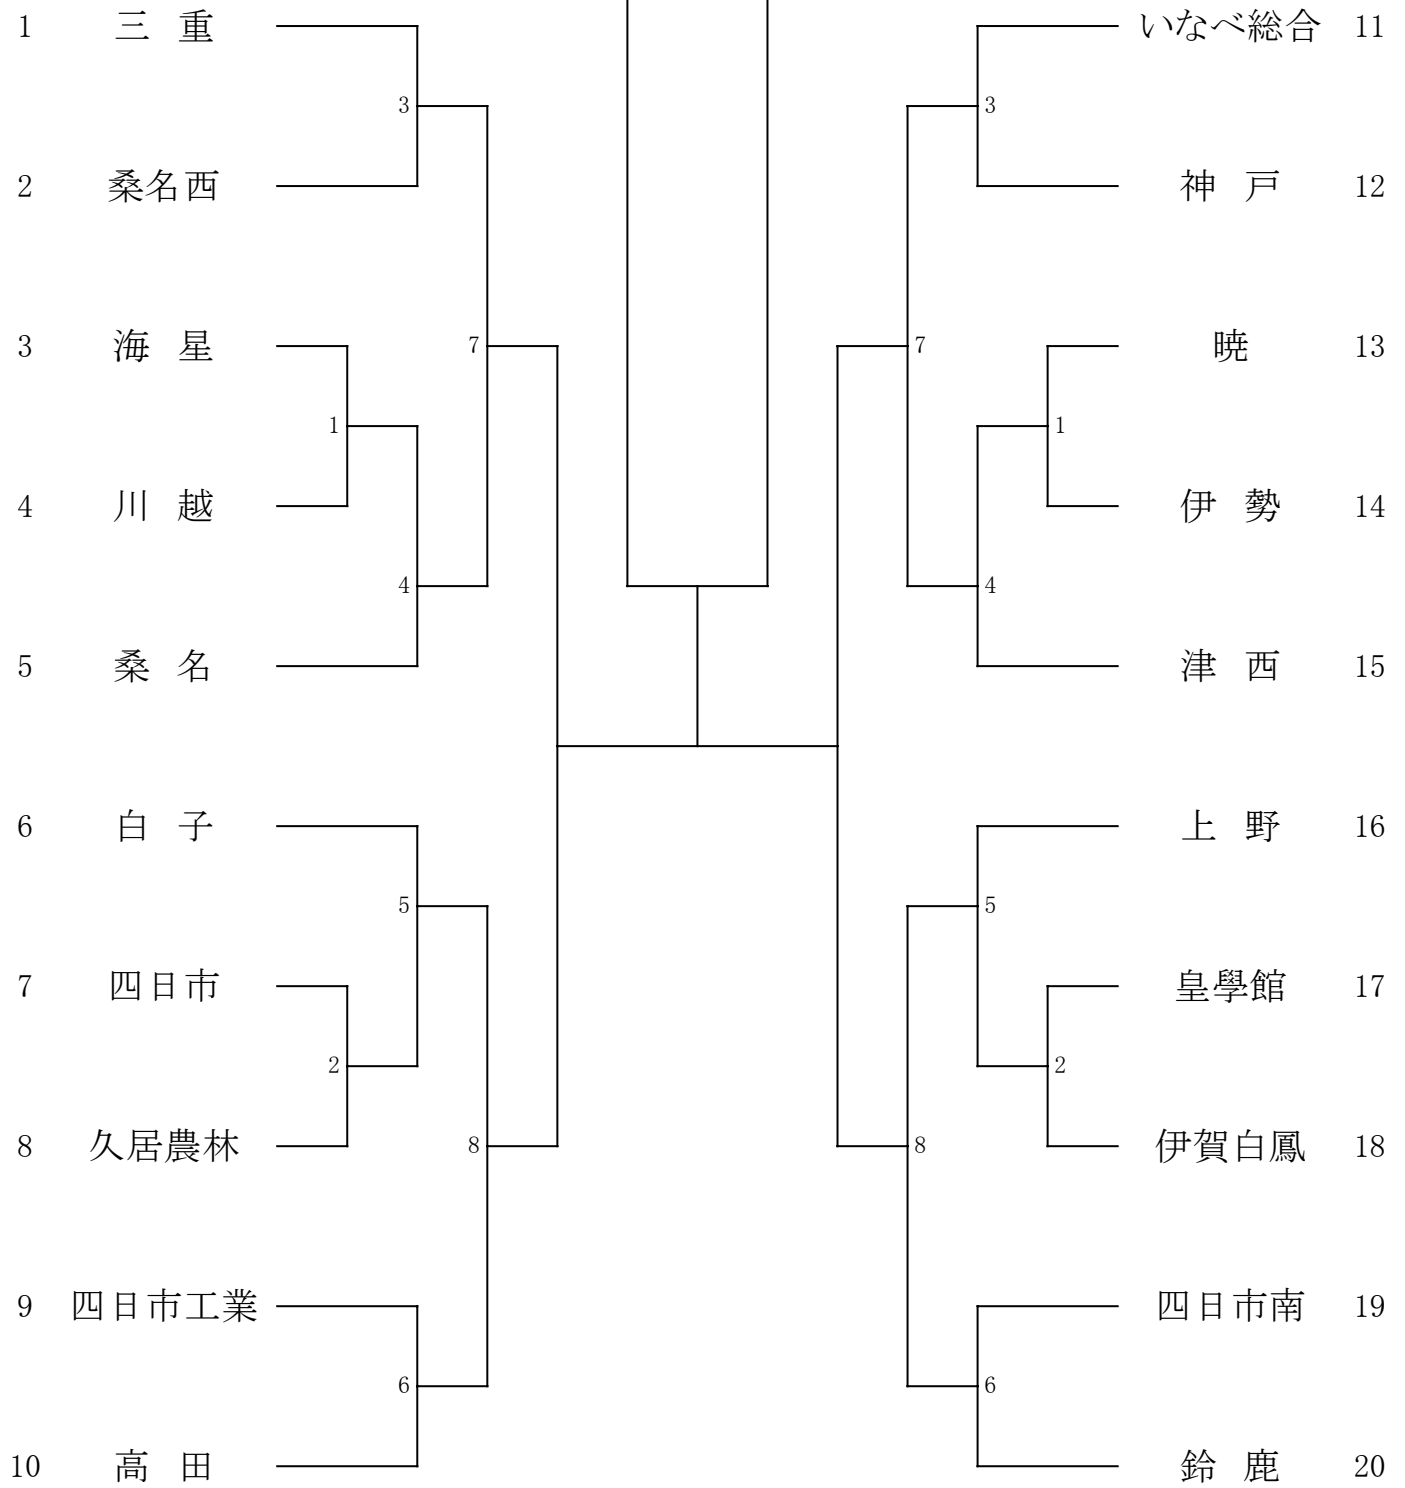 1 三 重
いなべ総合 11
3
3
2 桑名西
神 戸 12
3 海 星
7
7
暁 13
1
1
4 川 越
伊 勢 14
4
4
5 桑 名
津 西 15
6 白 子
上 野 16
5
5
7 四日市
皇學館 17
2
2
8 久居農林
8
8
伊賀白鳳 18
9 四日市工業
四日市南 19
6
6
10 高 田
鈴 鹿 20